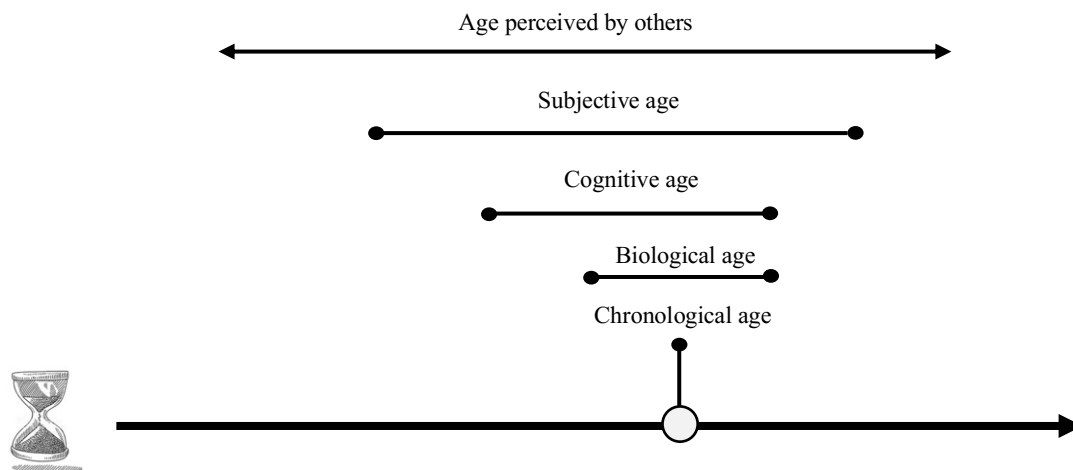 Age perceived by others
Subjective age
Cognitive age
Biological age
Chronological age